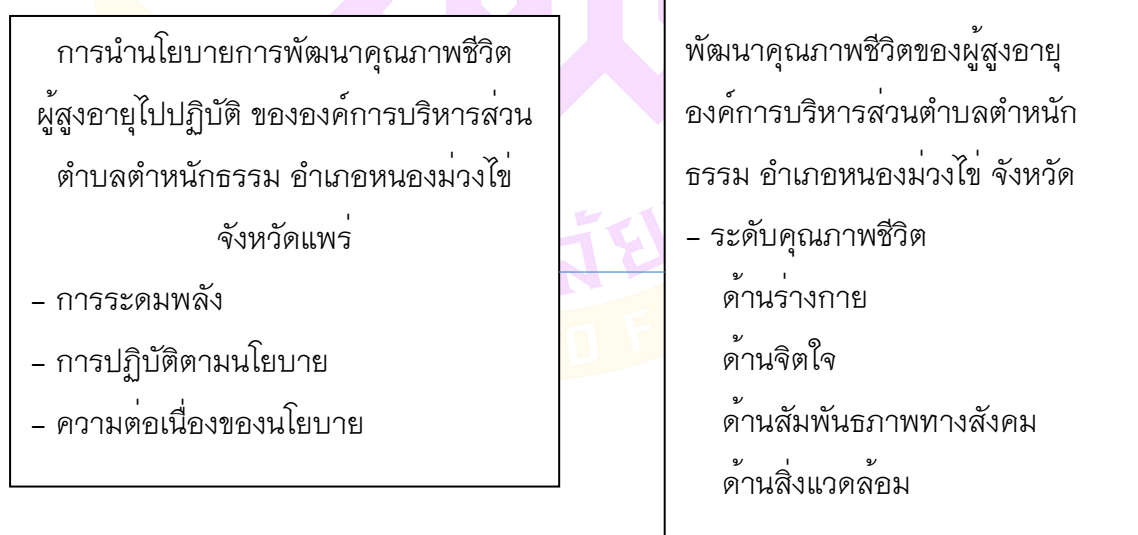 การนำนโยบายการพัฒนาคุณภาพชีวิต
ผู้สูงอายุไปปฏิบัติ ขององค์การบริหารส่วน
ตำบลตำหนักธรรม อำเภอหนองม่วงไข่
จังหวัดแพร่
– การระดมพลัง
– การปฏิบัติตามนโยบาย
– ความต่อเนื่องของนโยบาย
พัฒนาคุณภาพชีวิตของผู้สูงอายุ
องค์การบริหารส่วนตำบลตำหนัก
ธรรม อำเภอหนองม่วงไข่ จังหวัด
– ระดับคุณภาพชีวิต
ด้านร่างกาย
ด้านจิตใจ
ด้านสัมพันธภาพทางสังคม
ด้านสิ่งแวดล้อม
OF